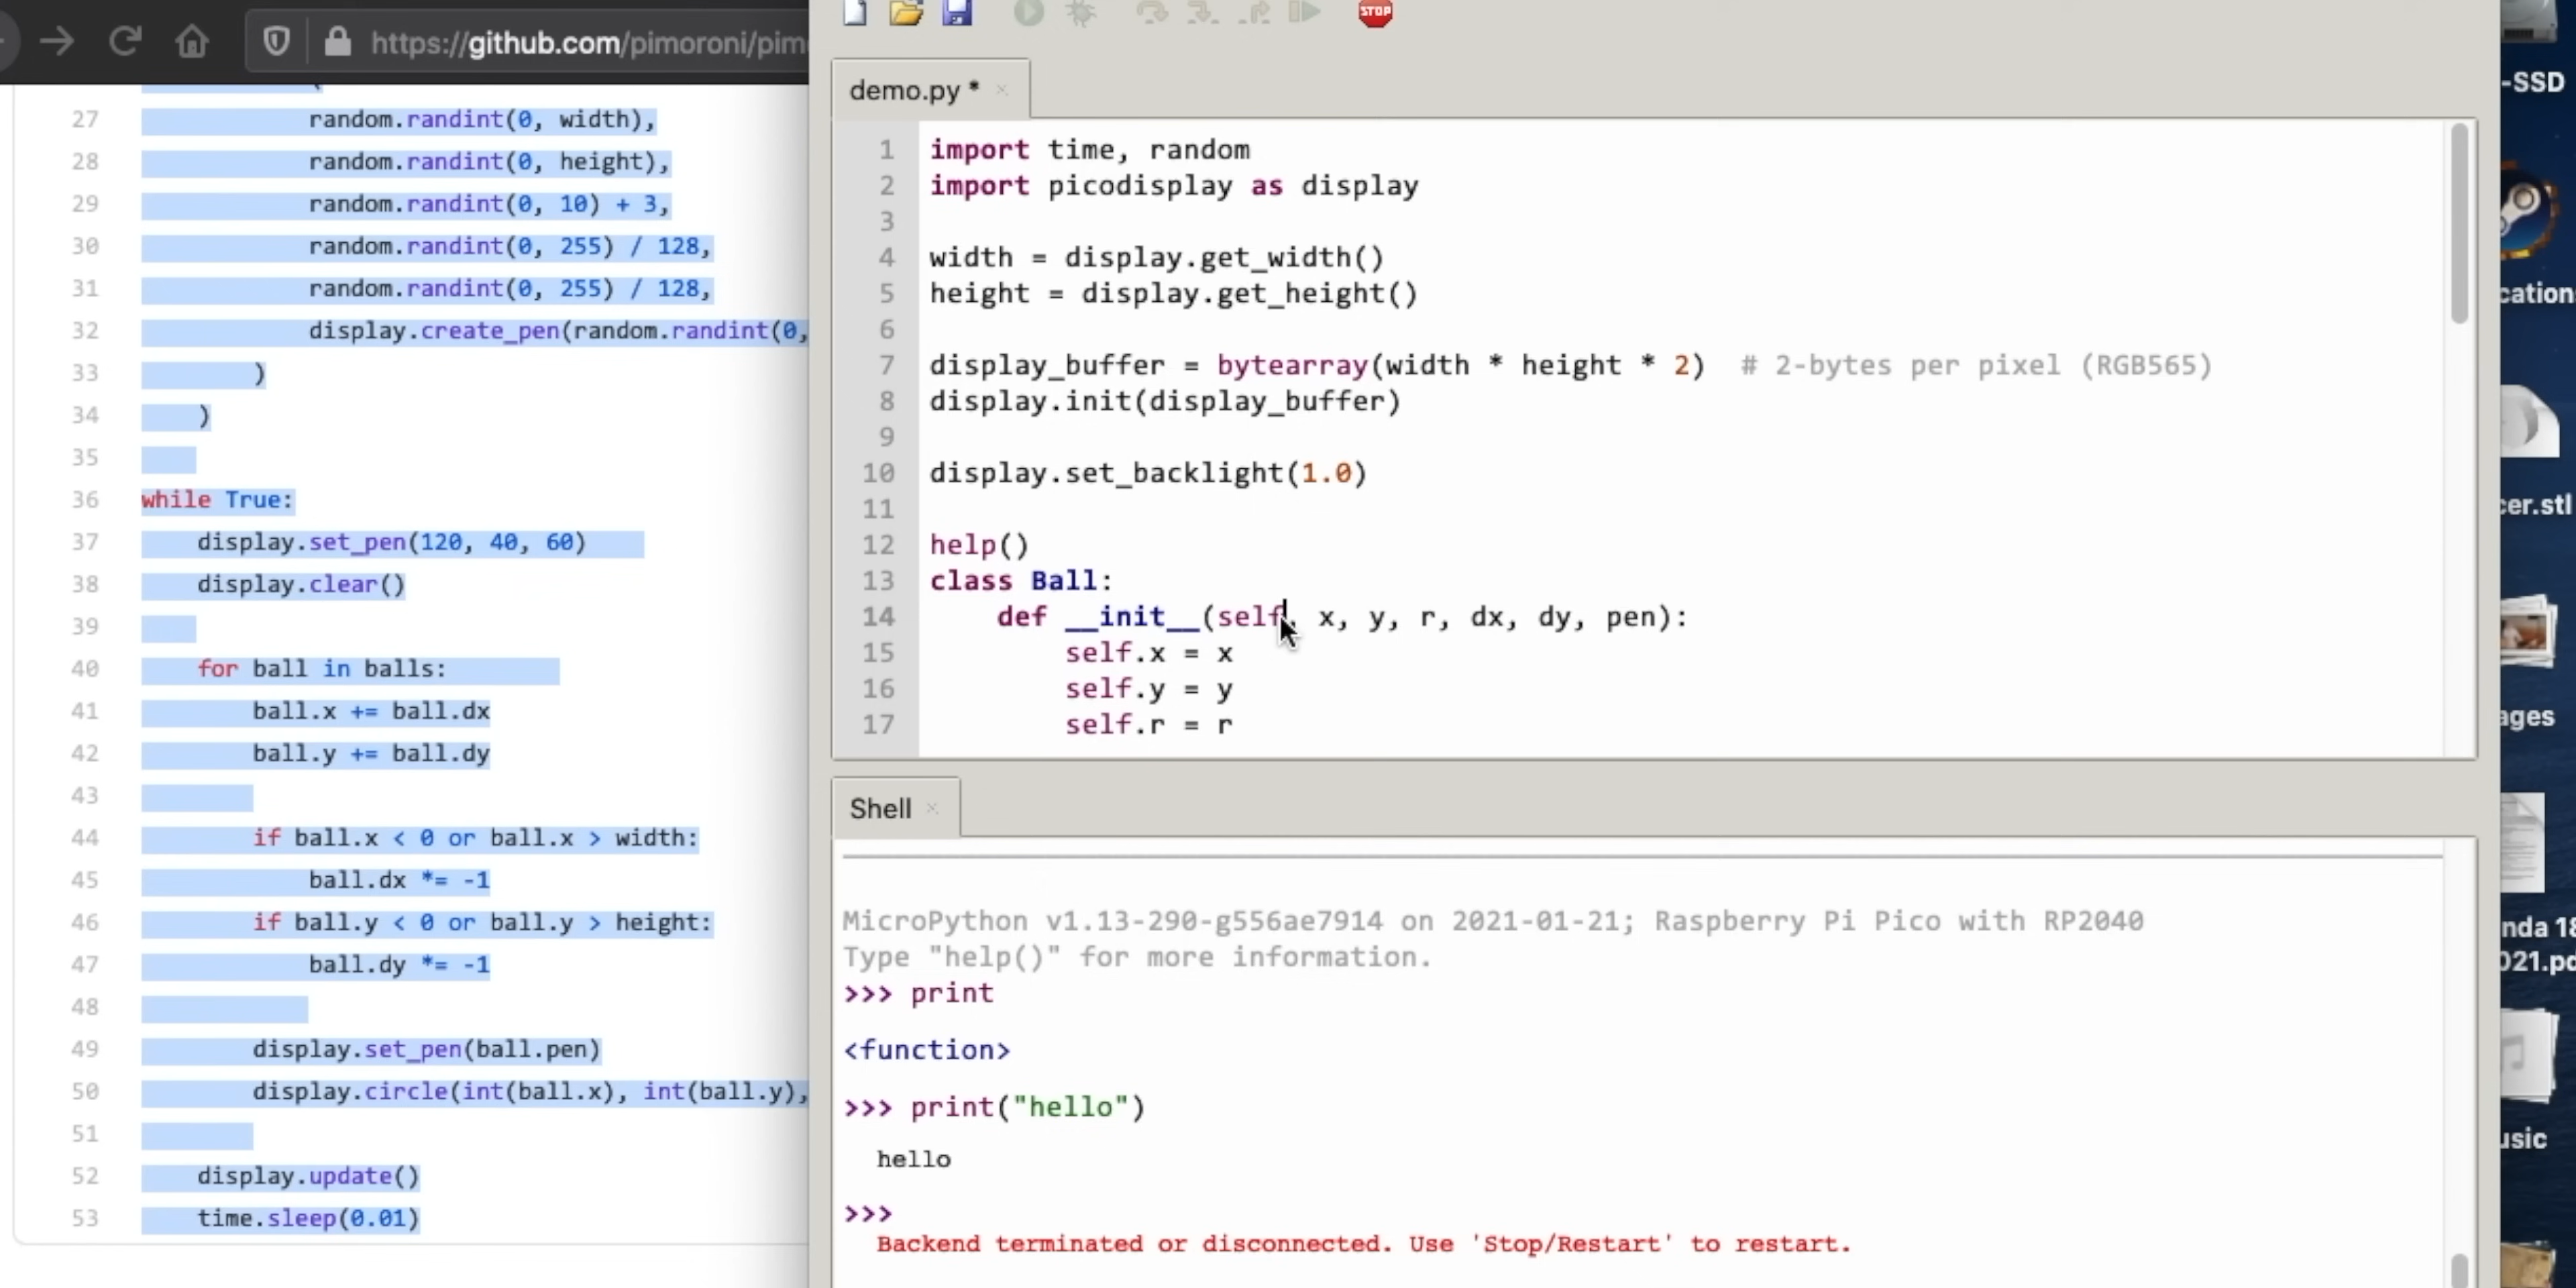 https://github.com/pimoroni/pim
27 random.randint(0, width),
28 random.randint(0, height),
29 random.randint(0, 10) + 3,
30 random.randint(0, 255) / 128,
31 random.randint(0, 255) / 128,
32 display.create_pen(random.randint(0,
33 )
34 )
35
36 while True:
37 display.set_pen(120, 40, 60)
38 display.clear()
39
40 for ball in balls:
41 ball.x += ball.dx
42 ball.y += ball.dy
43
44 if ball.x < 0 or ball.x > width:
45 ball.dx *= -1
46 if ball.y < 0 or ball.y > height:
47 ball.dy *= -1
48
49 display.set_pen(ball.pen)
50 display.circle(int(ball.x), int(ball.y),
51
52 display.update()
53 time.sleep(0.01)
STOP
demo.py *
1 import time, random
2 import picodisplay as display
3
4 width = display.get_width()
5 height = display.get_height()
6
7 display_buffer = bytearray(width * height * 2)  # 2-bytes per pixel (RGB565)
8 display.init(display_buffer)
9
10 display.set_backlight(1.0)
11
12 help()
13 class Ball:
14 def __init__(self, x, y, r, dx, dy, pen):
15 self.x = x
16 self.y = y
17 self.r = r
Shell
MicroPython v1.13-290-g556ae7914 on 2021-01-21; Raspberry Pi Pico with RP2040
Type "help()" for more information.
>>> print
<function>
>>> print("hello")
hello
>>>
Backend terminated or disconnected. Use 'Stop/Restart' to restart.
-SSD
cation
cer.stl
ages
nda 18
021.pd
usic